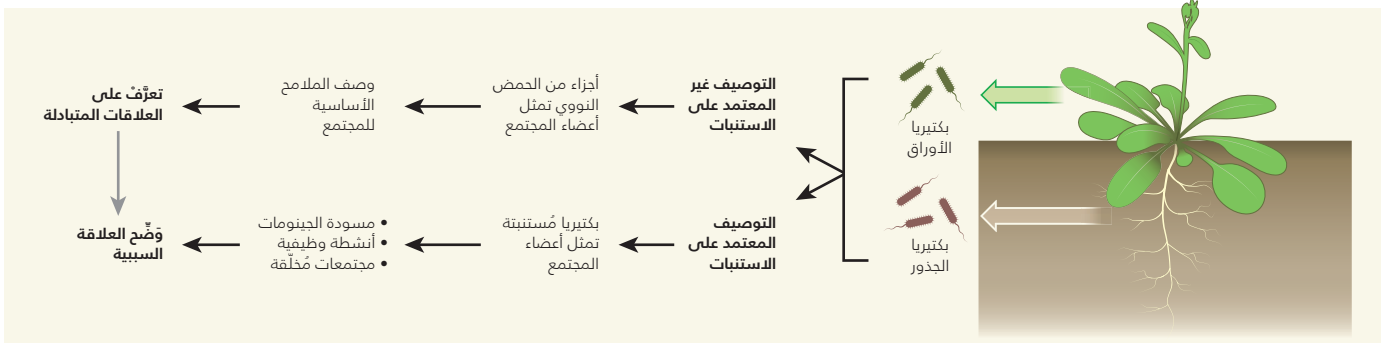 بكتيريا
الأوراق
بكتيريا
الجذور
التوصيف غير
المعتمد على
الاستنبات
أجزاء من الحمض
النووي تمثل
أعضاء المجتمع
وصف الملامح
الأساسية
للمجتمع
تعرَّفْ على
العلاقات المتبادلة
التوصيف
المعتمد على
الاستنبات
بكتيريا مُستنبتة
تمثل أعضاء
المجتمع
• مسودة الجينومات
• أنشطة وظيفية
• مجتمعات مُخلّقة
وَضِّح العلاقة
السببية